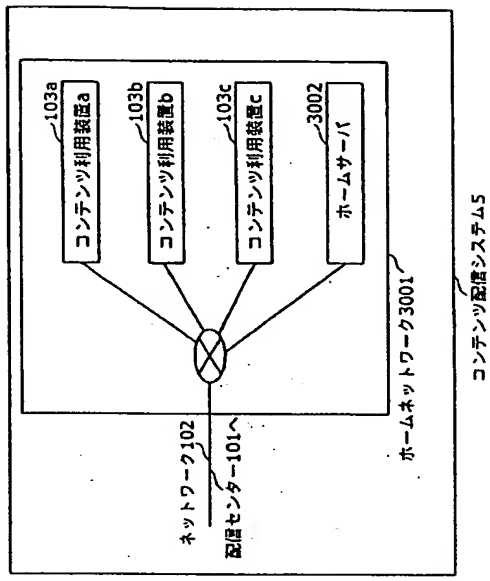 103a
コンテンツ利用装置a
103b
コンテンツ利用装置b
103c
コンテンツ利用装置c
3002
ホームサーバ
ネットワーク102
配信センター101へ
ホームネットワーク3001
コンテンツ配信システム5